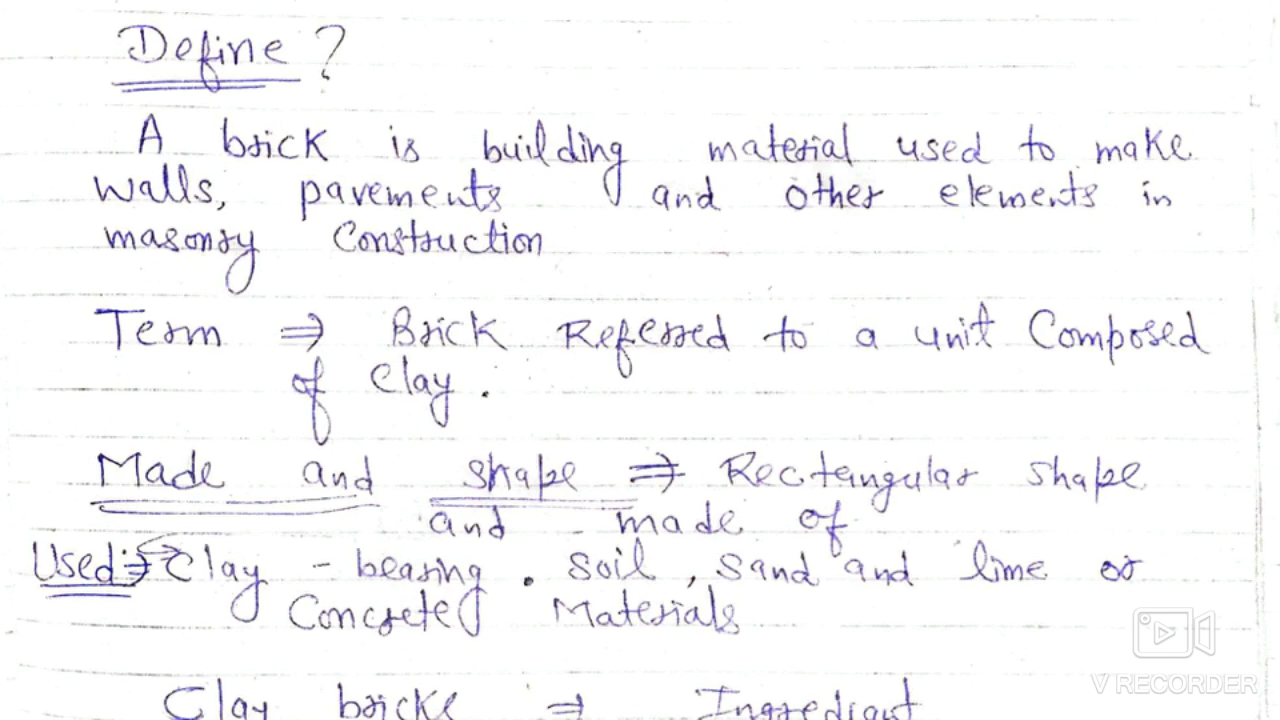 Define ?
A brick is building material used to make
walls, pavements and other elements in
masonry Construction
Term ⇒ Brick Referred to a unit Composed
of Clay .
Made and shape ⇒ Rectangular shape
and made of
Used:⇒ Clay - bearing . soil , sand and lime or
Concrete Materials
Clay bricks ⇒ Ingredient
V RECORDER